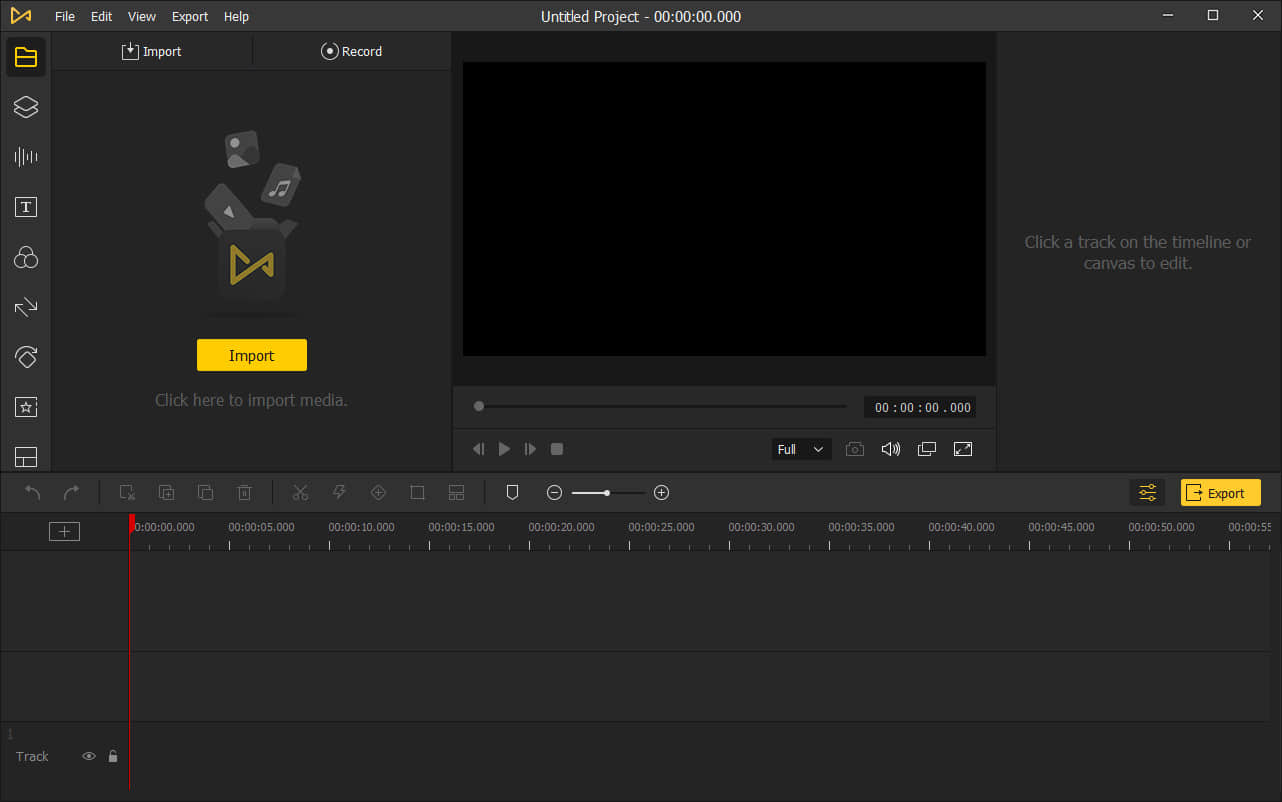 File Edit View Export Help
Untitled Project - 00:00:00.000
Import
Record
Import
Click here to import media.
Click a track on the timeline or
canvas to edit.
00:00:00.000
Full
Export
0:00:00.000 00:00:05.000 00:00:10.000 00:00:15.000 00:00:20.000 00:00:25.000 00:00:30.000 00:00:35.000 00:00:40.000 00:00:45.000 00:00:50.000 00:00:55
1
Track